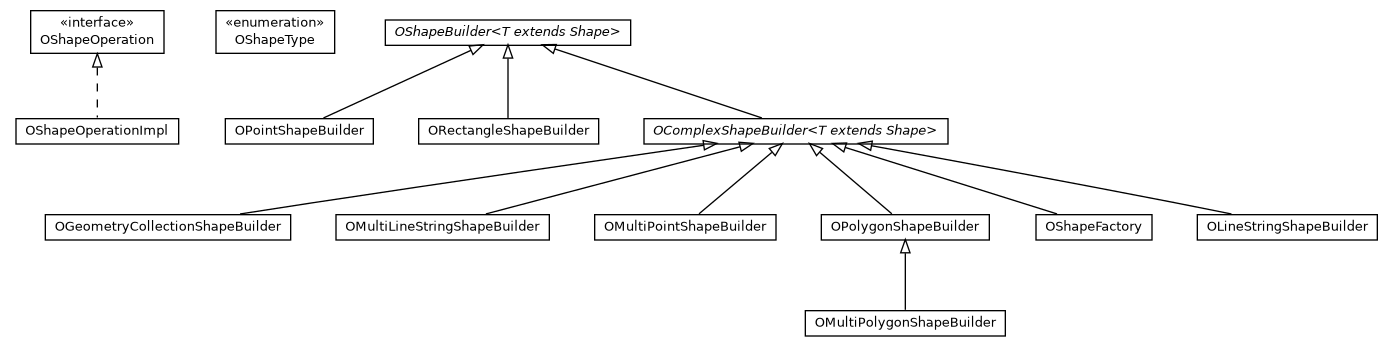 «interface»
OShapeOperation
«enumeration»
OShapeType
OShapeBuilder<T extends Shape>
OShapeOperationImpl
OPointShapeBuilder
ORectangleShapeBuilder
OComplexShapeBuilder<T extends Shape>
OGeometryCollectionShapeBuilder
OMultiLineStringShapeBuilder
OMultiPointShapeBuilder
OPolygonShapeBuilder
OShapeFactory
OLineStringShapeBuilder
OMultiPolygonShapeBuilder